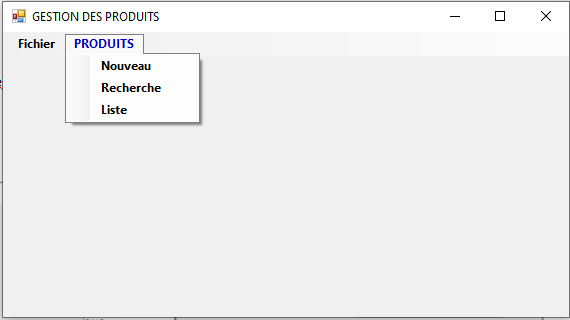 GESTION DES PRODUITS
Fichier PRODUITS
Nouveau
Recherche
Liste